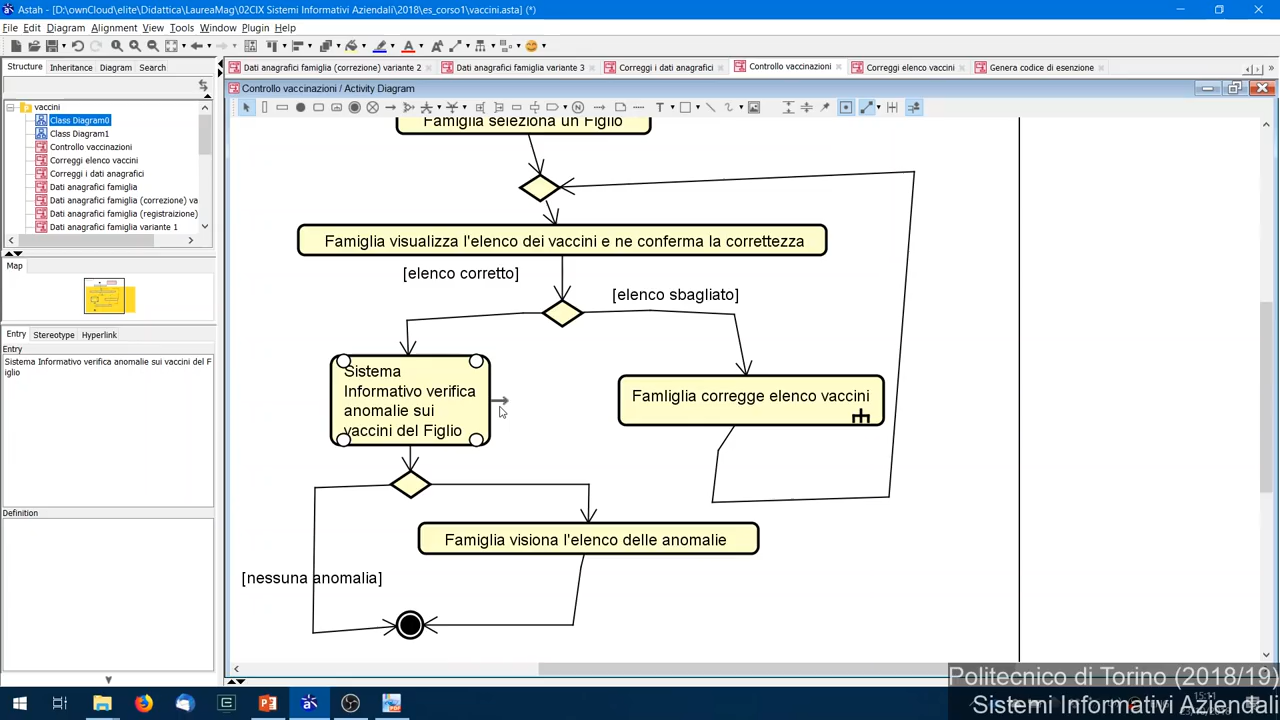 Astah - [D:\ownCloud\elite\Didattica\LaureaMag\02CIX Sistemi Informativi Aziendali\2018\es_corso1\vaccini.asta] (*)
File Edit Diagram Alignment View Tools Window Plugin Help
Structure Inheritance Diagram Search
Dati anagrafici famiglia (correzione) variante 2
Dati anagrafici famiglia variante 3
Correggi i dati anagrafici
Controllo vaccinazioni
Correggi elenco vaccini
Genera codice di esenzione
Controllo vaccinazioni / Activity Diagram
vaccini
Class Diagram0
Class Diagram1
Controllo vaccinazioni
Correggi elenco vaccini
Correggi i dati anagrafici
Dati anagrafici famiglia
Dati anagrafici famiglia (correzione) va
Dati anagrafici famiglia (registraizione)
Dati anagrafici famiglia variante 1
Map
Entry Stereotype Hyperlink
Entry
Sistema Informativo verifica anomalie sui vaccini del F
iglio
Definition
Famiglia seleziona un Figlio
Famiglia visualizza l'elenco dei vaccini e ne conferma la correttezza
[elenco corretto]
[elenco sbagliato]
Sistema
Informativo verifica
anomalie sui
vaccini del Figlio
Famliglia corregge elenco vaccini
Famiglia visiona l'elenco delle anomalie
[nessuna anomalia]
Politecnico di Torino (2018/19)
Sistemi Informativi Aziendali
15:11